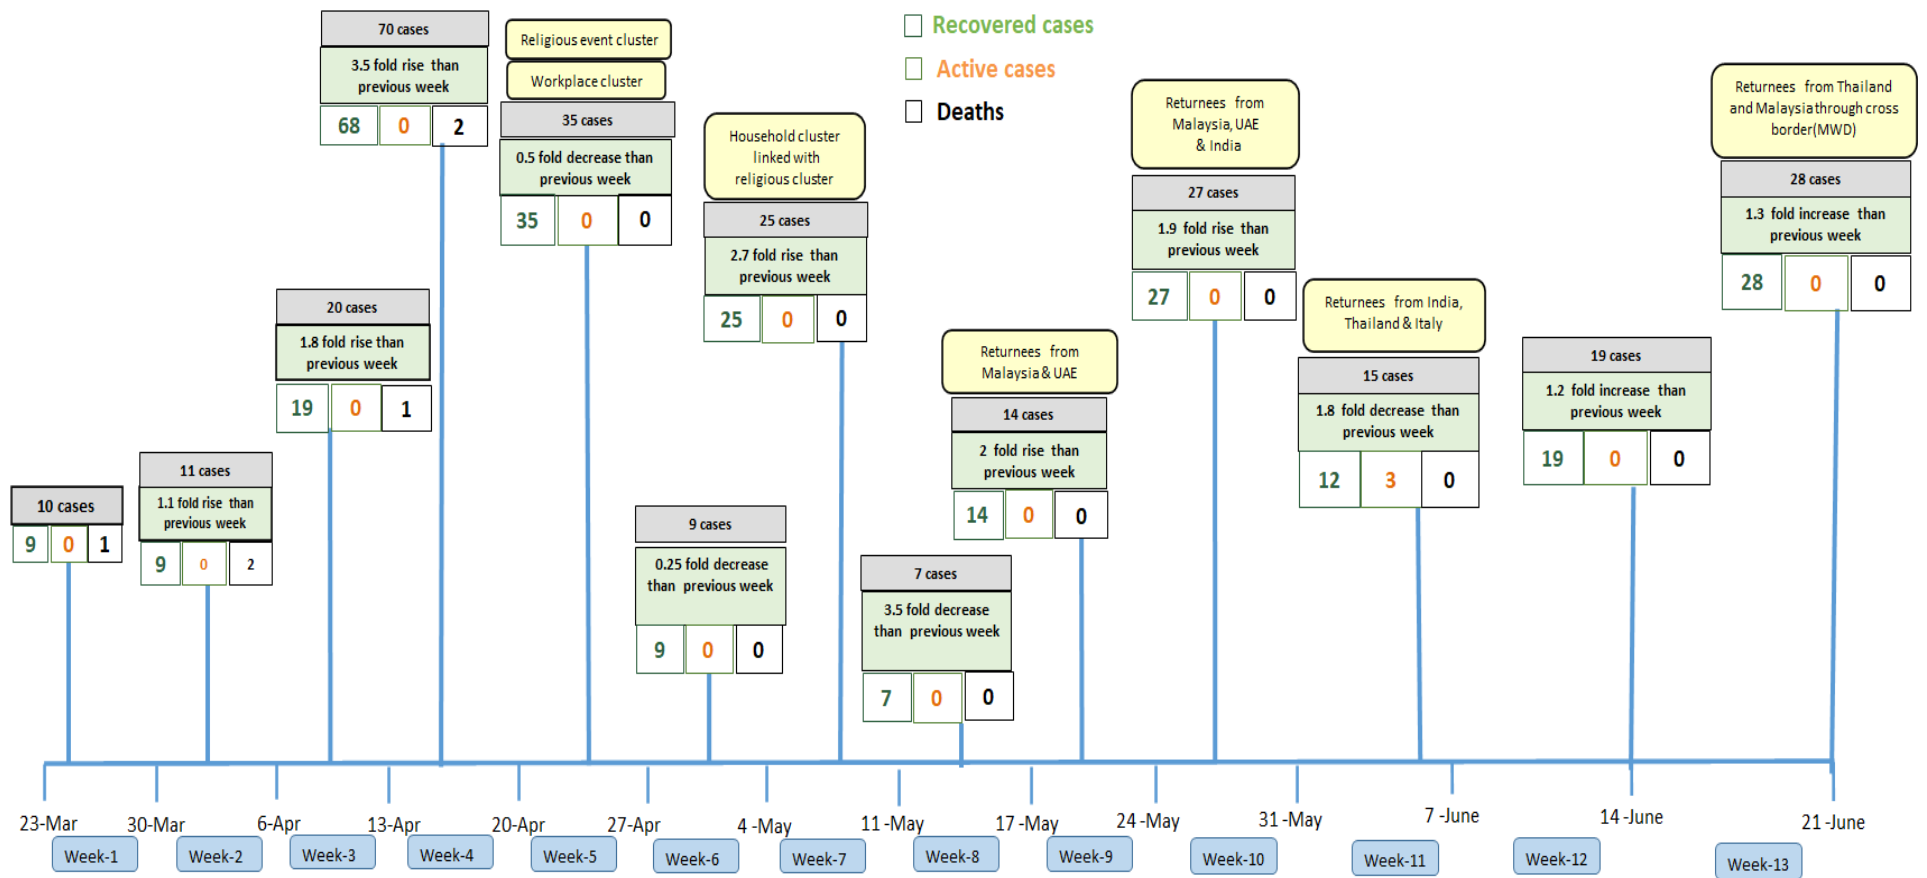 Recovered cases
Active cases
Deaths
10 cases
9 0 1
11 cases
1.1 fold rise than
previous week
9 0 2
20 cases
1.8 fold rise than
previous week
19 0 1
70 cases
3.5 fold rise than
previous week
68 0 2
Religious event cluster
Workplace cluster
35 cases
0.5 fold decrease than
previous week
35 0 0
9 cases
0.25 fold decrease
than previous week
9 0 0
Household cluster
linked with
religious cluster
25 cases
2.7 fold rise than
previous week
25 0 0
7 cases
3.5 fold decrease
than previous week
7 0 0
Returnees from
Malaysia & UAE
14 cases
2 fold rise than
previous week
14 0 0
Returnees from
Malaysia, UAE
& India
27 cases
1.9 fold rise than
previous week
27 0 0
Returnees from India,
Thailand & Italy
15 cases
1.8 fold decrease than
previous week
12 3 0
19 cases
1.2 fold increase than
previous week
19 0 0
Returnees from Thailand
and Malaysia through cross
border(MWD)
28 cases
1.3 fold increase than
previous week
28 0 0
23-Mar 30-Mar 6-Apr 13-Apr 20-Apr 27-Apr 4 -May 11 -May 17 -May 24 -May 31 -May 7 -June 14 -June 21 -June
Week-1 Week-2 Week-3 Week-4 Week-5 Week-6 Week-7 Week-8 Week-9 Week-10 Week-11 Week-12 Week-13